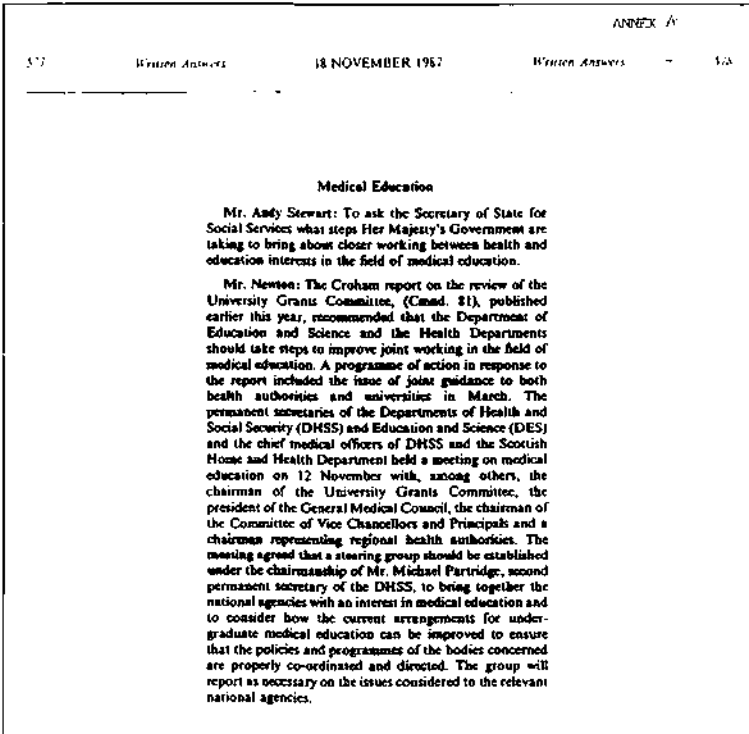 ANNEX A
577 Written Answers 18 NOVEMBER 1987 Written Answers 578
Medical Education
Mr. Andy Stewart: To ask the Secretary of State for
Social Services what steps Her Majesty's Government are
taking to bring about closer working between health and
education interests in the field of medical education.
Mr. Newton: The Croham report on the review of the
University Grants Committee, (Cmnd. 81), published
earlier this year, recommended that the Department of
Education and Science and the Health Departments
should take steps to improve joint working in the field of
medical education. A programme of action in response to
the report included the issue of joint guidance to both
health authorities and universities in March. The
permanent secretaries of the Departments of Health and
Social Security (DHSS) and Education and Science (DES)
and the chief medical officers of DHSS and the Scottish
Home and Health Department held a meeting on medical
education on 12 November with, among others, the
chairman of the University Grants Committee, the
president of the General Medical Council, the chairman of
the Committee of Vice Chancellors and Principals and a
chairman representing regional health authorities. The
meeting agreed that a stearing group should be established
under the chairmanship of Mr. Michael Partridge, second
permanent secretary of the DHSS, to bring together the
national agencies with an interest in medical education and
to consider how the current arrangements for under-
graduate medical education can be improved to ensure
that the policies and programmes of the bodies concerned
are properly co-ordinated and directed. The group will
report as necessary on the issues considered to the relevant
national agencies.